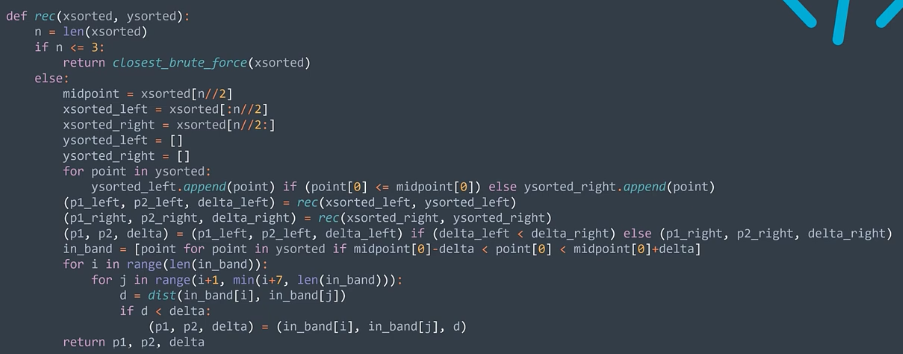 def rec(xsorted, ysorted):
    n = len(xsorted)
    if n <= 3:
        return closest_brute_force(xsorted)
    else:
        midpoint = xsorted[n//2]
        xsorted_left = xsorted[:n//2]
        xsorted_right = xsorted[n//2:]
        ysorted_left = []
        ysorted_right = []
        for point in ysorted:
            ysorted_left.append(point) if (point[0] <= midpoint[0]) else ysorted_right.append(point)
        (p1_left, p2_left, delta_left) = rec(xsorted_left, ysorted_left)
        (p1_right, p2_right, delta_right) = rec(xsorted_right, ysorted_right)
        (p1, p2, delta) = (p1_left, p2_left, delta_left) if (delta_left < delta_right) else (p1_right, p2_right, delta_right)
        in_band = [point for point in ysorted if midpoint[0]-delta < point[0] < midpoint[0]+delta]
        for i in range(len(in_band)):
            for j in range(i+1, min(i+7, len(in_band))):
                d = dist(in_band[i], in_band[j])
                if d < delta:
                    (p1, p2, delta) = (in_band[i], in_band[j], d)
        return p1, p2, delta